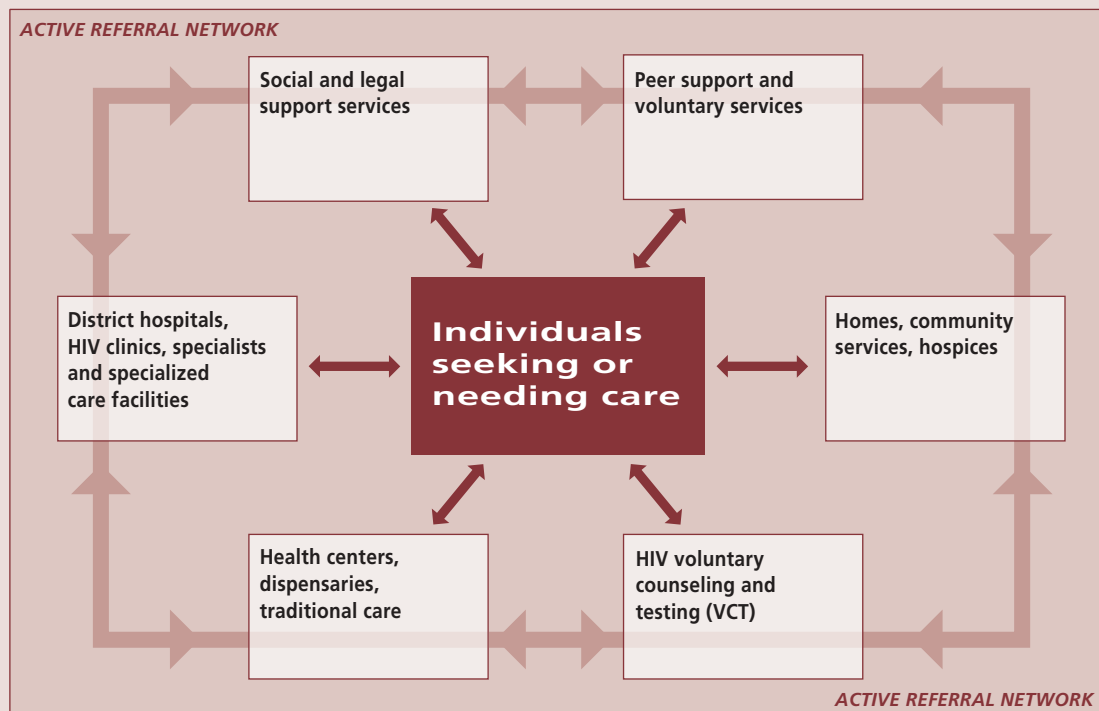 ACTIVE REFERRAL NETWORK
Social and legal
support services
Peer support and
voluntary services
District hospitals,
HIV clinics, specialists
and specialized
care facilities
Individuals
seeking or
needing care
Homes, community
services, hospices
Health centers,
dispensaries,
traditional care
HIV voluntary
counseling and
testing (VCT)
ACTIVE REFERRAL NETWORK